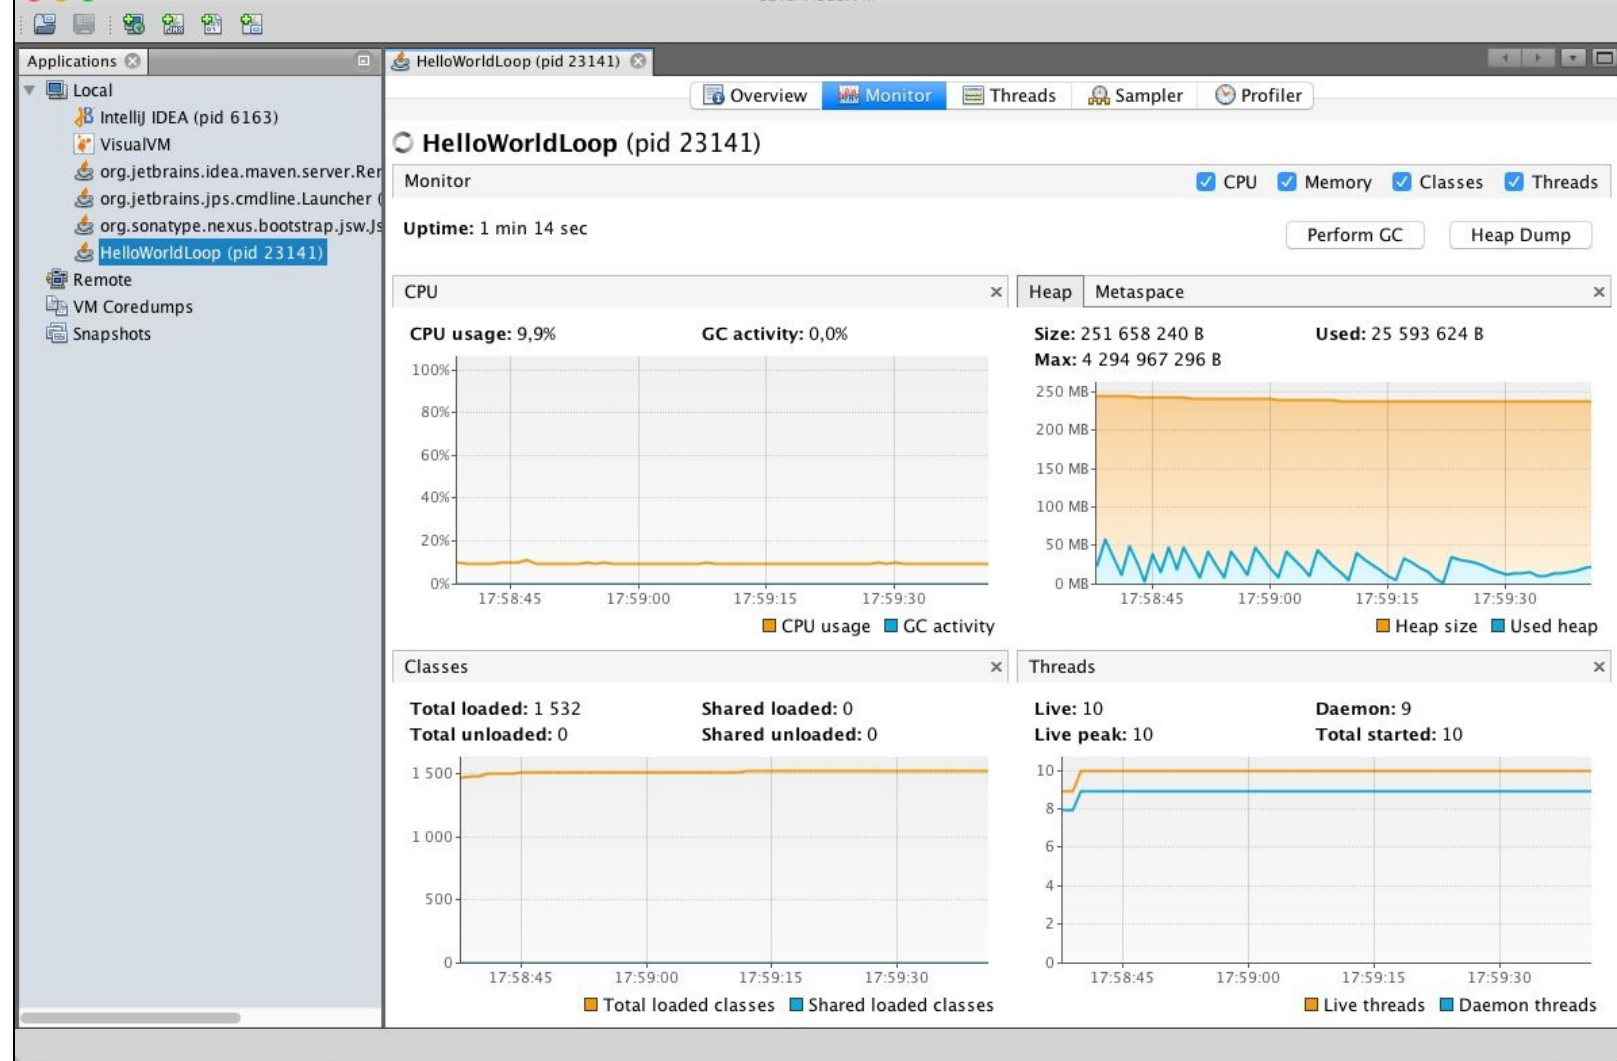 Applications
HelloWorldLoop (pid 23141)
Local
IntelliJ IDEA (pid 6163)
VisualVM
org.jetbrains.idea.maven.server.Rer
org.jetbrains.jps.cmdline.Launcher (
org.sonatype.nexus.bootstrap.jsw.Js
HelloWorldLoop (pid 23141)
Remote
VM Coredumps
Snapshots
Overview Monitor Threads Sampler Profiler
HelloWorldLoop (pid 23141)
Monitor CPU Memory Classes Threads
Uptime: 1 min 14 sec Perform GC Heap Dump
CPU
CPU usage: 9,9% GC activity: 0,0%
100%
80%
60%
40%
20%
0%
17:58:45 17:59:00 17:59:15 17:59:30
CPU usage GC activity
Heap Metaspace
Size: 251 658 240 B Used: 25 593 624 B
Max: 4 294 967 296 B
250 MB
200 MB
150 MB
100 MB
50 MB
0 MB
17:58:45 17:59:00 17:59:15 17:59:30
Heap size Used heap
Classes
Total loaded: 1 532 Shared loaded: 0
Total unloaded: 0 Shared unloaded: 0
1 500
1 000
500
0
17:58:45 17:59:00 17:59:15 17:59:30
Total loaded classes Shared loaded classes
Threads
Live: 10 Daemon: 9
Live peak: 10 Total started: 10
10
8
6
4
2
0
17:58:45 17:59:00 17:59:15 17:59:30
Live threads Daemon threads